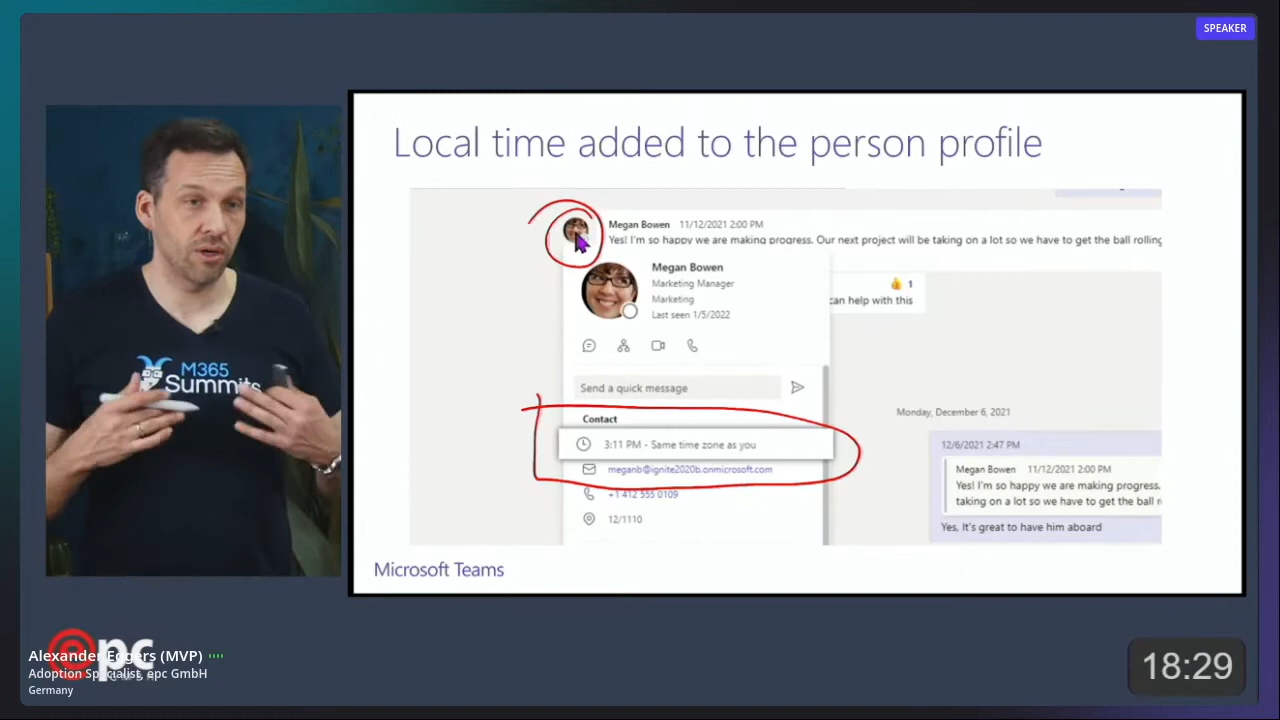 SPEAKER
Local time added to the person profile
Megan Bowen 11/12/2021 2:00 PM
Yes! I'm so happy we are making progress. Our next project will be taking on a lot so we have to get the ball rolling
Megan Bowen
Marketing Manager
Marketing
Last seen 1/5/2022
👍 1
can help with this
Send a quick message
Contact
3:11 PM - Same time zone as you
meganb@ignite2020b.onmicrosoft.com
+1 412 555 0109
12/1110
Monday, December 6, 2021
12/6/2021 2:47 PM
Megan Bowen 11/12/2021 2:00 PM
Yes! I'm so happy we are making progress.
taking on a lot so we have to get the ball r
Yes, It's great to have him aboard
Microsoft Teams
M365
Summits
epc
Alexander Eggers (MVP)
Adoption Specialist, epc GmbH
Germany
18:29